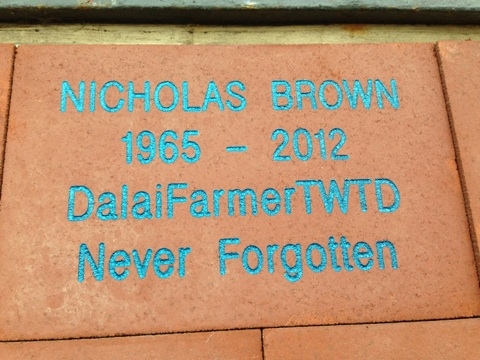 NICHOLAS BROWN
1965 - 2012
DalaiFarmerTWTD
Never Forgotten